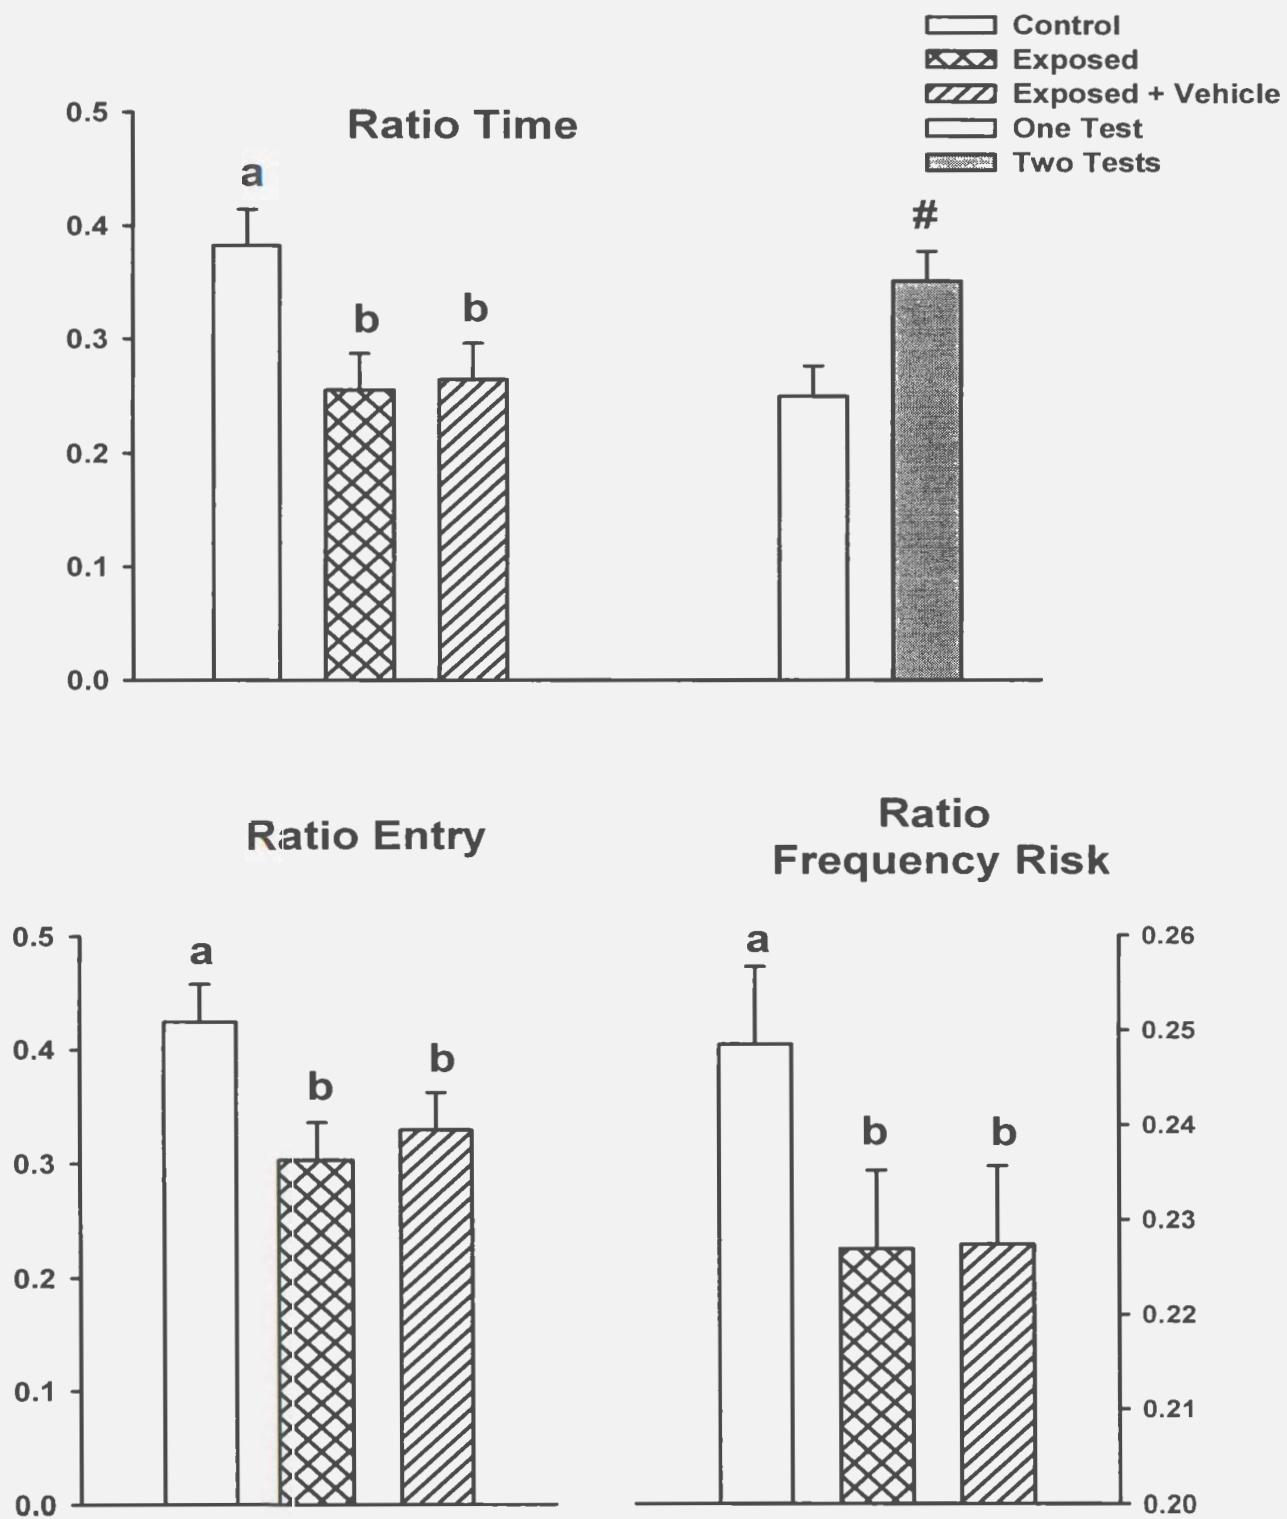 Control
Exposed
Exposed + Vehicle
One Test
Two Tests
Ratio Time
0.5
0.4
0.3
0.2
0.1
0.0
a
b
b
#
Ratio Entry
0.5
0.4
0.3
0.2
0.1
0.0
a
b
b
Ratio
Frequency Risk
a
b
b
0.26
0.25
0.24
0.23
0.22
0.21
0.20